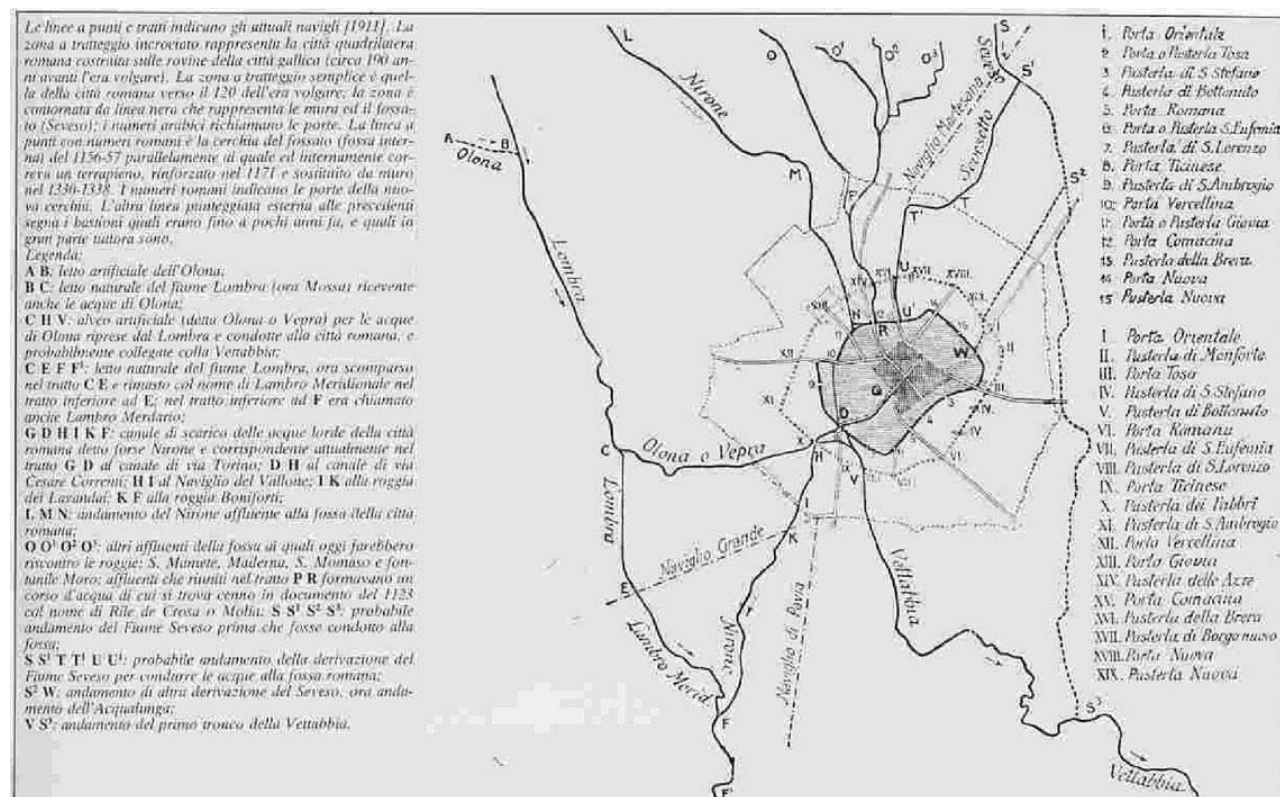 Le linee a punti e tratti indicano gli attuali navigli [1911]. La
zona a tratteggio incrociato rappresenta la città quadrilatera
romana costruita sulle rovine della città gallica (circa 190 an-
ni avanti l'era volgare). La zona a tratteggio semplice è quel-
la della città romana verso il 120 dell'era volgare; la zona è
contornata da linea nera che rappresenta le mura ed il fossa-
to (Seveso); i numeri arabici richiamano le porte. La linea a
punti con numeri romani è la cerchia del fossato (fossa inter-
na) del 1156-57 parallelamente al quale ed internamente cor-
reva un terrapieno, rinforzato nel 1171 e sostituito da muro
nel 1330-1338. I numeri romani indicano le porte della nuo-
va cerchia. L'altra linea punteggiata esterna alle precedenti
segna i bastioni quali erano fino a pochi anni fa, e quali in
gran parte tuttora sono.
Legenda:
A B: letto artificiale dell'Olona;
B C: letto naturale del fiume Lombra (ora Mossa) ricevente
anche le acque di Olona;
C H V: alveo artificiale (detto Olona o Vepra) per le acque
di Olona riprese dal Lombra e condotte alla città romana, e
probabilmente collegate colla Vettabbia;
C E F F¹: letto naturale del fiume Lombra, ora scomparso
nel tratto C E e rimasto col nome di Lambro Meridionale nel
tratto inferiore ad E; nel tratto inferiore ad F era chiamato
anche Lambro Merdario;
G D H I K F: canale di scarico delle acque lorde della città
romana detto forse Nirone e corrispondente attualmente nel
tratto G D al canale di via Torino; D H al canale di via
Cesare Correnti; H I al Naviglio del Vallone; I K alla roggia
dei Lavandai; K F alla roggia Boniforti;
L M N: andamento del Nirone affluente alla fossa della città
romana;
O O¹ O² O³: altri affluenti della fossa ai quali oggi farebbero
riscontro le roggie: S. Mamete, Maderna, S. Momaso e fon-
tanile Moro; affluenti che riuniti nel tratto P R formavano un
corso d'acqua di cui si trova cenno in documento del 1123
col nome di Rile de Crosa o Molia; S S¹ S² S³: probabile
andamento del Fiume Seveso prima che fosse condotto alla
fossa;
S S¹ T T¹ U U¹: probabile andamento della derivazione del
Fiume Seveso per condurre le acque alla fossa romana;
S² W: andamento di altra derivazione del Seveso, ora anda-
mento dell'Acqualunga;
V S³: andamento del primo tronco della Vettabbia.
L
O
O¹
O²
O³
S
S¹
Seveso
Nirone
Naviglio Martesana
Sevesetto
A
B
Olona
M
P
T
T¹
S²
Lombra
U
N
R
U¹
W
G
D
C
Olona o Vepra
H
V
I
K
Lombra
Naviglio Grande
E
Lambro Merid.
Nirone
Naviglio di Pavia
Vettabbia
F
F¹
S³
Vettabbia
1. Porta Orientale
2 Porta o Pusterla Tosa
3 Pusterla di S. Stefano
4 Pusterla di Bottonuto
5 Porta Romana
6 Porta o Pusterla S. Eufemia
7. Pusterla di S. Lorenzo
8. Porta Ticinese
9. Pusterla di S. Ambrogio
10: Porta Vercellina
11. Porta o Pusterla Giovia
12 Porta Comacina
13 Pusterla della Brera
14 Porta Nuova
15 Pusterla Nuova
I Porta Orientale
II. Pusterla di Monforte
III. Porta Tosa
IV. Pusterla di S. Stefano
V. Pusterla di Bottonuto
VI. Porta Romana
VII. Pusterla di S. Eufemia
VIII. Pusterla di S. Lorenzo
IX. Porta Ticinese
X. Pusterla dei Fabbri
XI. Pusterla di S. Ambrogio
XII. Porta Vercellina
XIII. Porta Giovia
XIV. Pusterla delle Azze
XV. Porta Comacina
XVI. Pusterla della Brera
XVII. Pusterla di Borgonuovo
XVIII. Porta Nuova
XIX. Pusterla Nuova